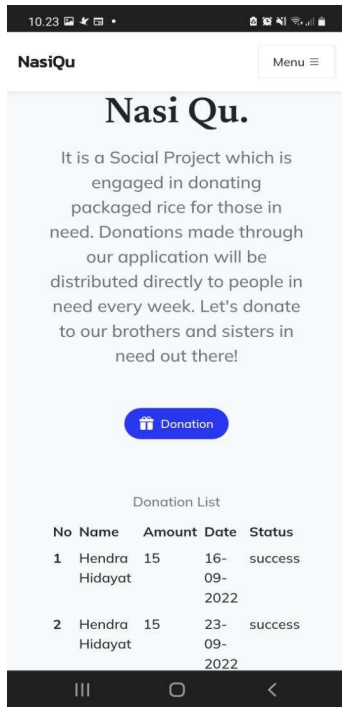 10.23
NasiQu
Menu
Nasi Qu.
It is a Social Project which is
engaged in donating
packaged rice for those in
need. Donations made through
our application will be
distributed directly to people in
need every week. Let's donate
to our brothers and sisters in
need out there!
Donation
Donation List
No Name Amount Date Status
1 Hendra 15 16- success
Hidayat 09-
2022
2 Hendra 15 23- success
Hidayat 09-
2022